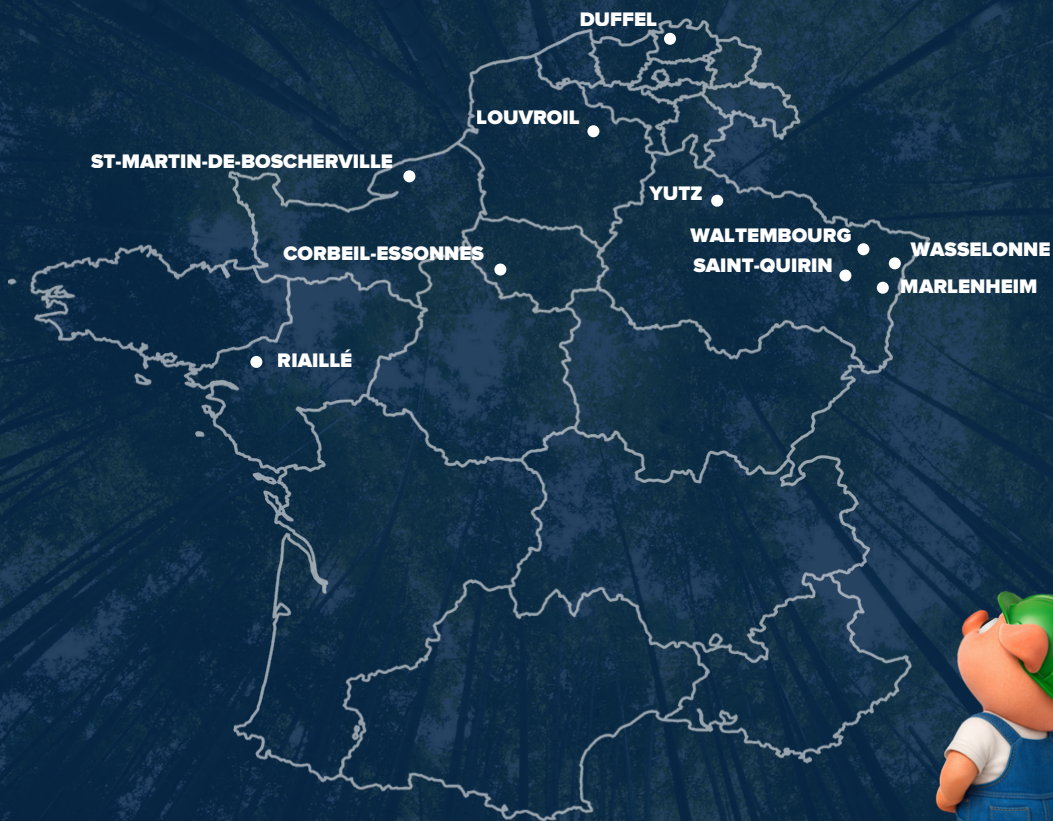 DUFFEL
LOUVROIL
ST-MARTIN-DE-BOSCHERVILLE
YUTZ
WALTEMBOURG
WASSELONNE
CORBEIL-ESSONNES
SAINT-QUIRIN
MARLENHEIM
RIAILLÉ